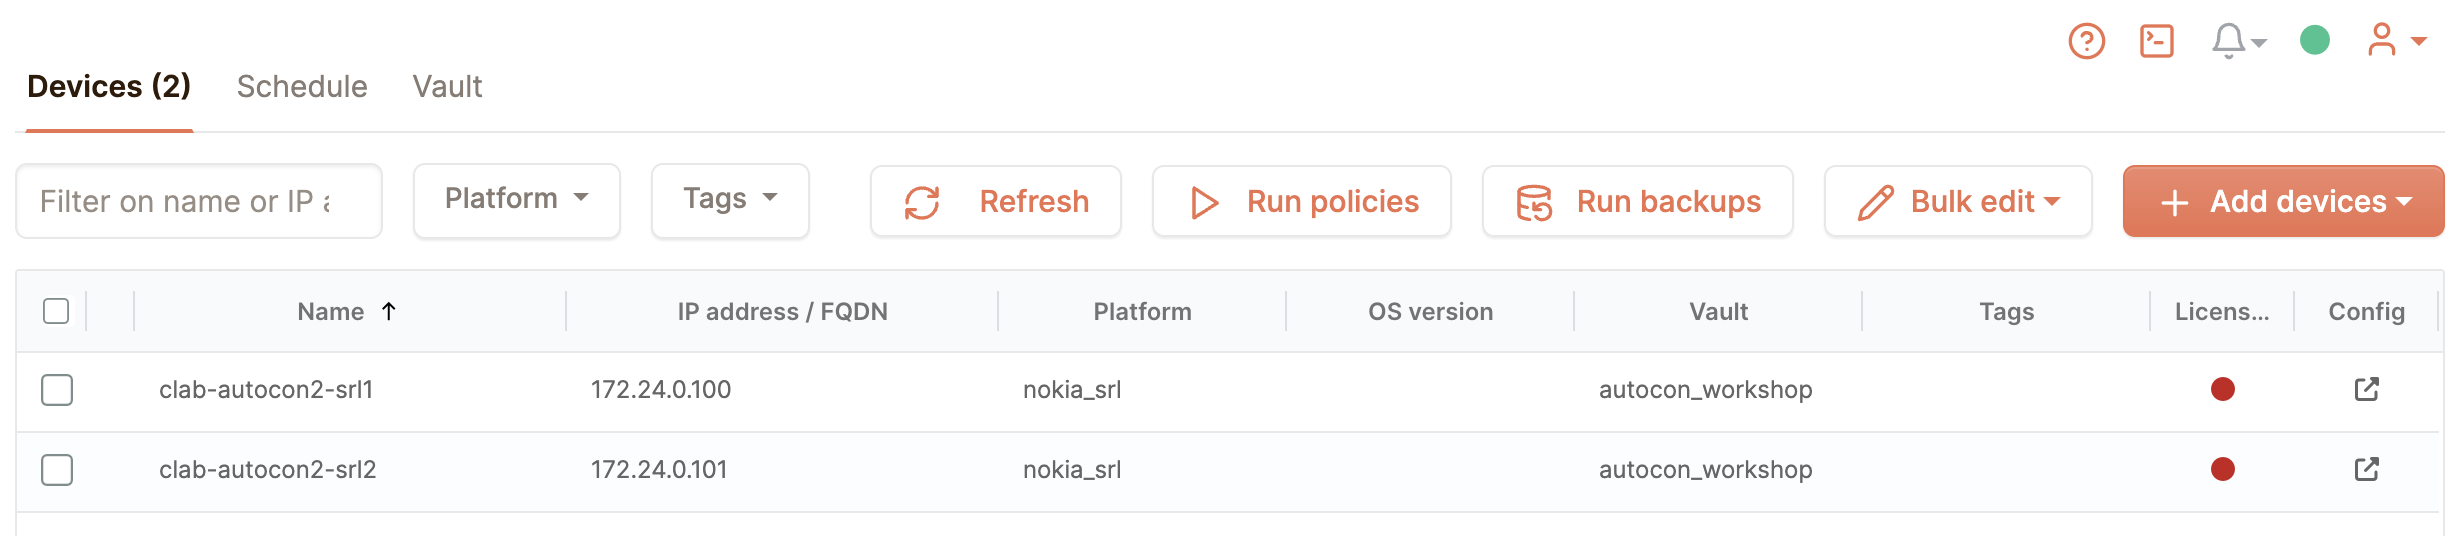 Devices (2) Schedule Vault
Filter on name or IP a Platform Tags Refresh Run policies Run backups Bulk edit Add devices
Name IP address / FQDN Platform OS version Vault Tags Licens... Config
clab-autocon2-srl1 172.24.0.100 nokia_srl autocon_workshop
clab-autocon2-srl2 172.24.0.101 nokia_srl autocon_workshop